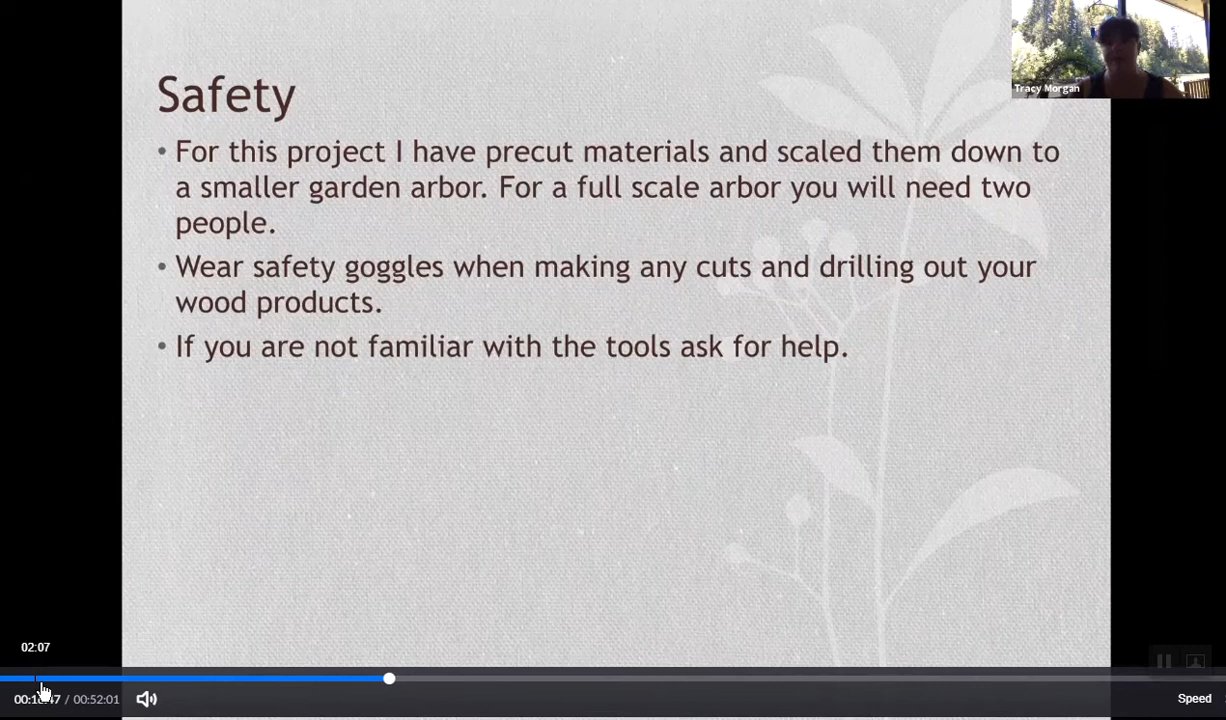 Tracy Morgan
Safety
• For this project I have precut materials and scaled them down to
a smaller garden arbor. For a full scale arbor you will need two
people.
• Wear safety goggles when making any cuts and drilling out your
wood products.
• If you are not familiar with the tools ask for help.
02:07
/ 00:52:01
Speed